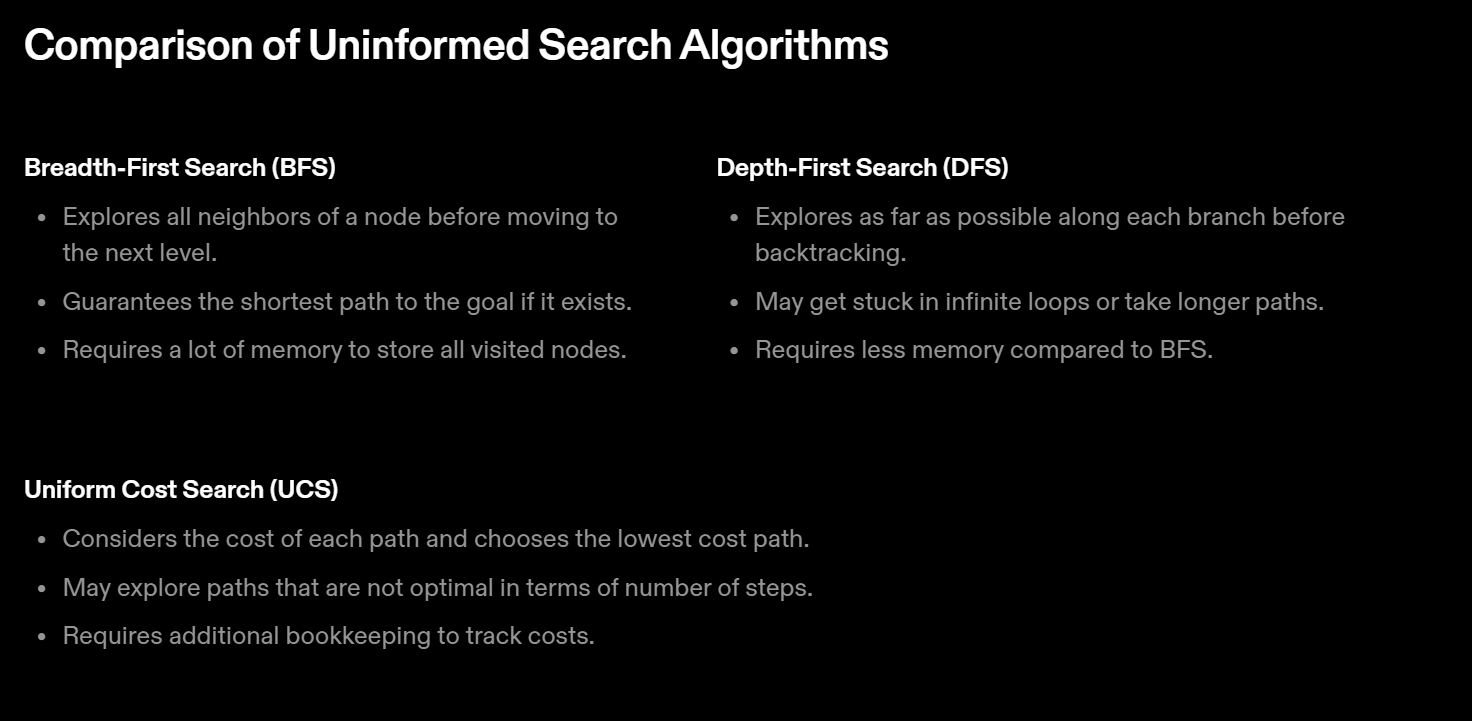 Comparison of Uninformed Search Algorithms
Breadth-First Search (BFS)
• Explores all neighbors of a node before moving to
the next level.
• Guarantees the shortest path to the goal if it exists.
• Requires a lot of memory to store all visited nodes.
Depth-First Search (DFS)
• Explores as far as possible along each branch before
backtracking.
• May get stuck in infinite loops or take longer paths.
• Requires less memory compared to BFS.
Uniform Cost Search (UCS)
• Considers the cost of each path and chooses the lowest cost path.
• May explore paths that are not optimal in terms of number of steps.
• Requires additional bookkeeping to track costs.